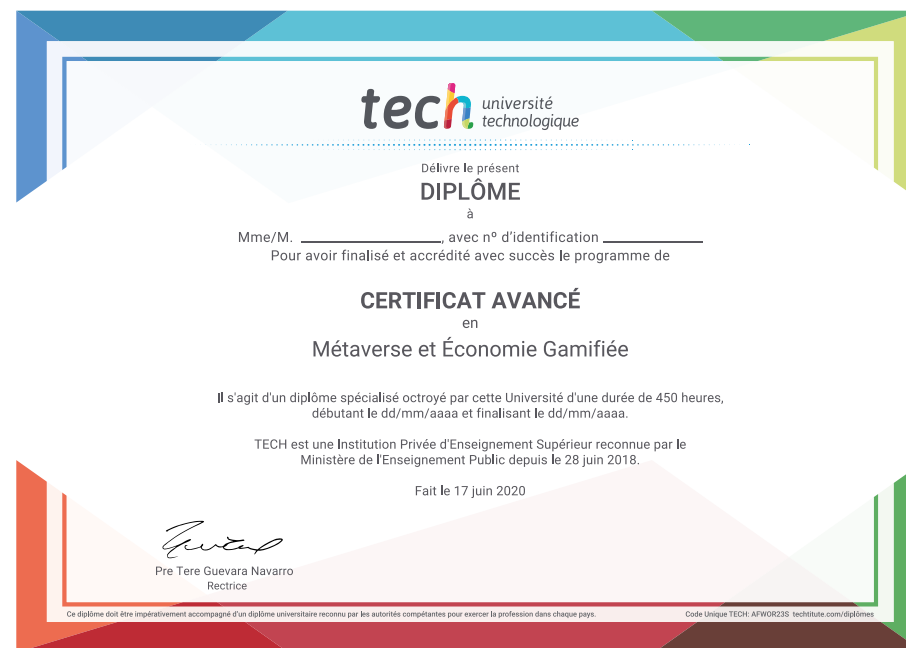 tech université
technologique
Délivre le présent
DIPLÔME
à
Mme/M. ____________________, avec nº d'identification ______________
Pour avoir finalisé et accrédité avec succès le programme de
CERTIFICAT AVANCÉ
en
Métaverse et Économie Gamifiée
Il s'agit d'un diplôme spécialisé octroyé par cette Université d'une durée de 450 heures,
débutant le dd/mm/aaaa et finalisant le dd/mm/aaaa.
TECH est une Institution Privée d'Enseignement Supérieur reconnue par le
Ministère de l'Enseignement Public depuis le 28 juin 2018.
Fait le 17 juin 2020
Pre Tere Guevara Navarro
Rectrice
Ce diplôme doit être impérativement accompagné d'un diplôme universitaire reconnu par les autorités compétentes pour exercer la profession dans chaque pays.
Code Unique TECH: AFWOR23S techtitute.com/diplômes